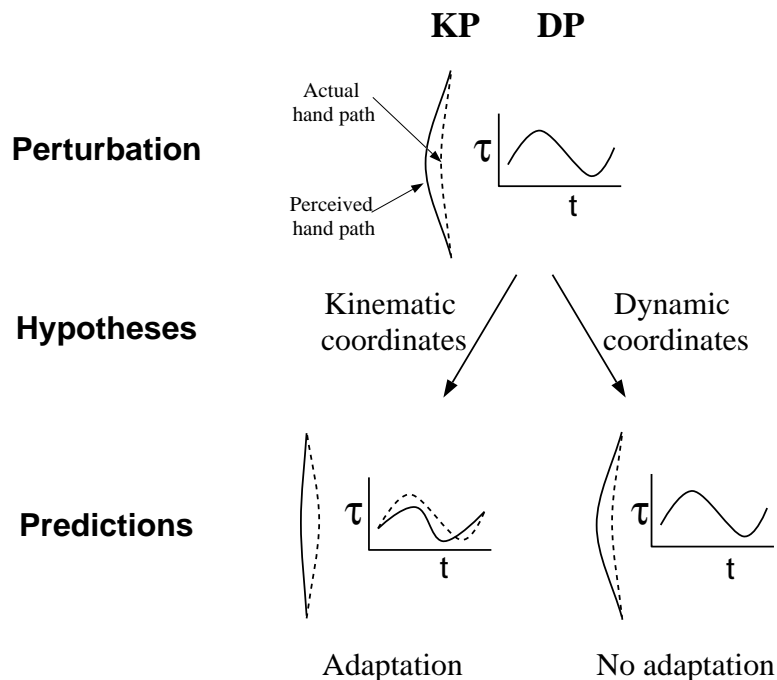 KP DP
Actual
hand path
Perturbation
τ
t
Perceived
hand path
Kinematic
coordinates
Dynamic
coordinates
Hypotheses
Predictions
τ
t
τ
t
Adaptation
No adaptation